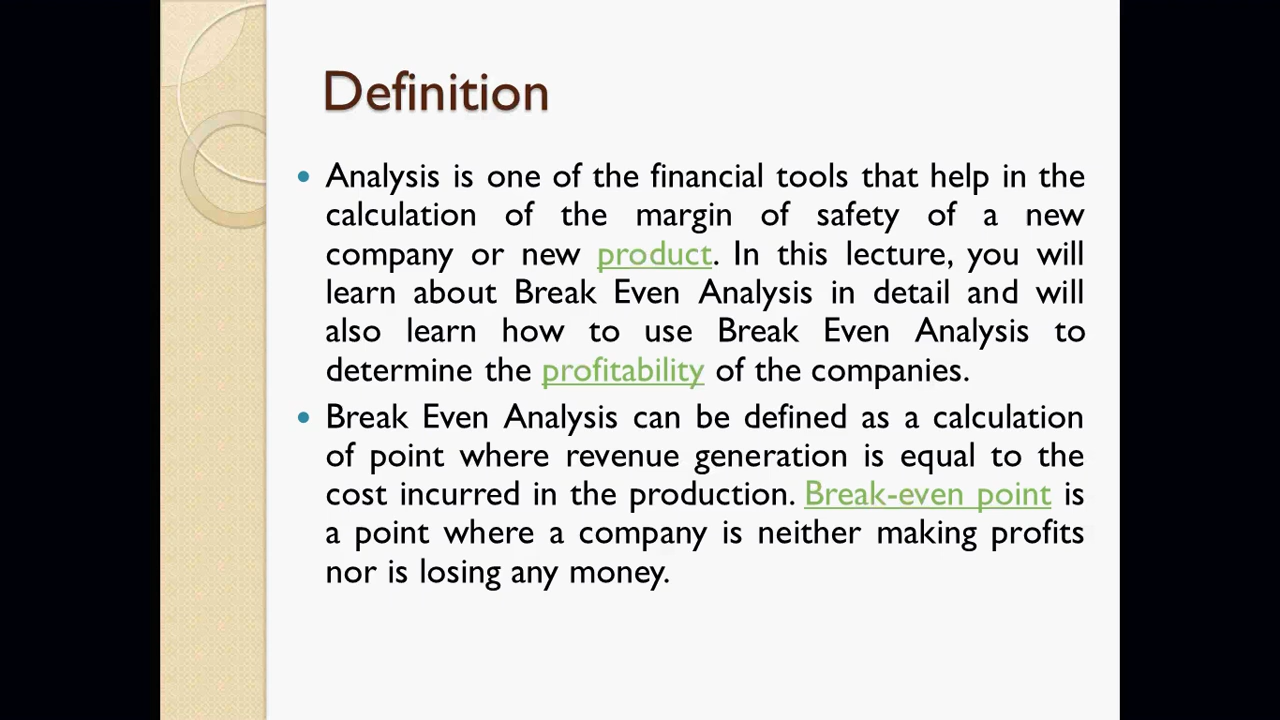 Definition
• Analysis is one of the financial tools that help in the
calculation of the margin of safety of a new
company or new product. In this lecture, you will
learn about Break Even Analysis in detail and will
also learn how to use Break Even Analysis to
determine the profitability of the companies.
• Break Even Analysis can be defined as a calculation
of point where revenue generation is equal to the
cost incurred in the production. Break-even point is
a point where a company is neither making profits
nor is losing any money.